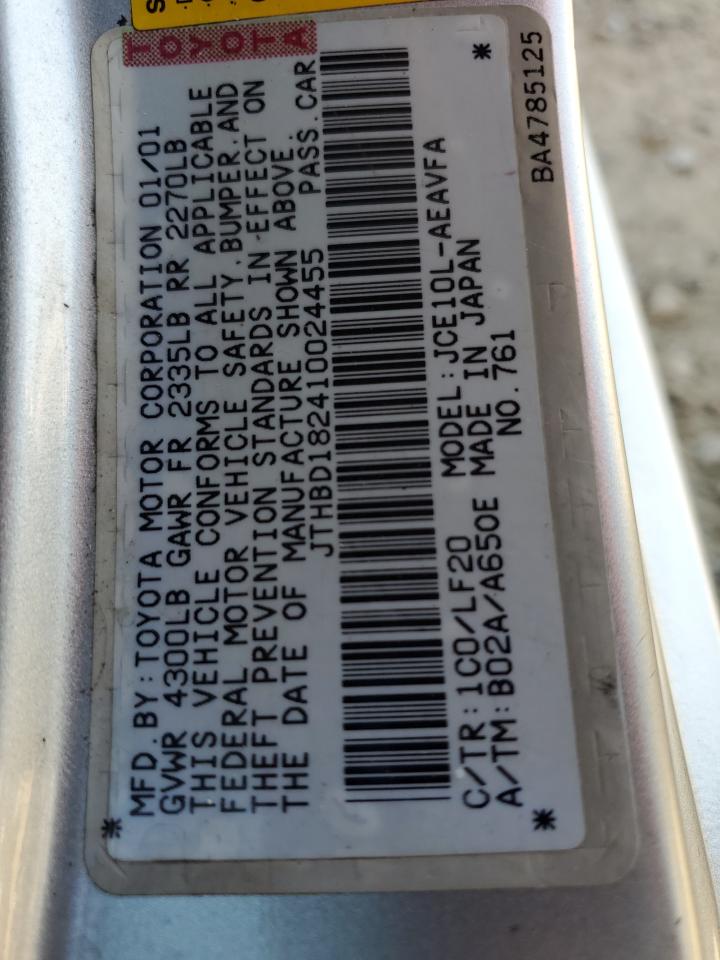 TOYOTA
MFD.BY:TOYOTA MOTOR CORPORATION 01/01
GVWR 4300LB GAWR FR 2335LB RR 2270LB
THIS VEHICLE CONFORMS TO ALL APPLICABLE
FEDERAL MOTOR VEHICLE SAFETY,BUMPER,AND
THEFT PREVENTION STANDARDS IN EFFECT ON
THE DATE OF MANUFACTURE SHOWN ABOVE.
JTHBD182410024455 PASS.CAR
C/TR:1C0/LF20 MODEL:JCE10L-AEAVFA
A/TM:B02A/A650E MADE IN JAPAN
NO.761
BA4785125